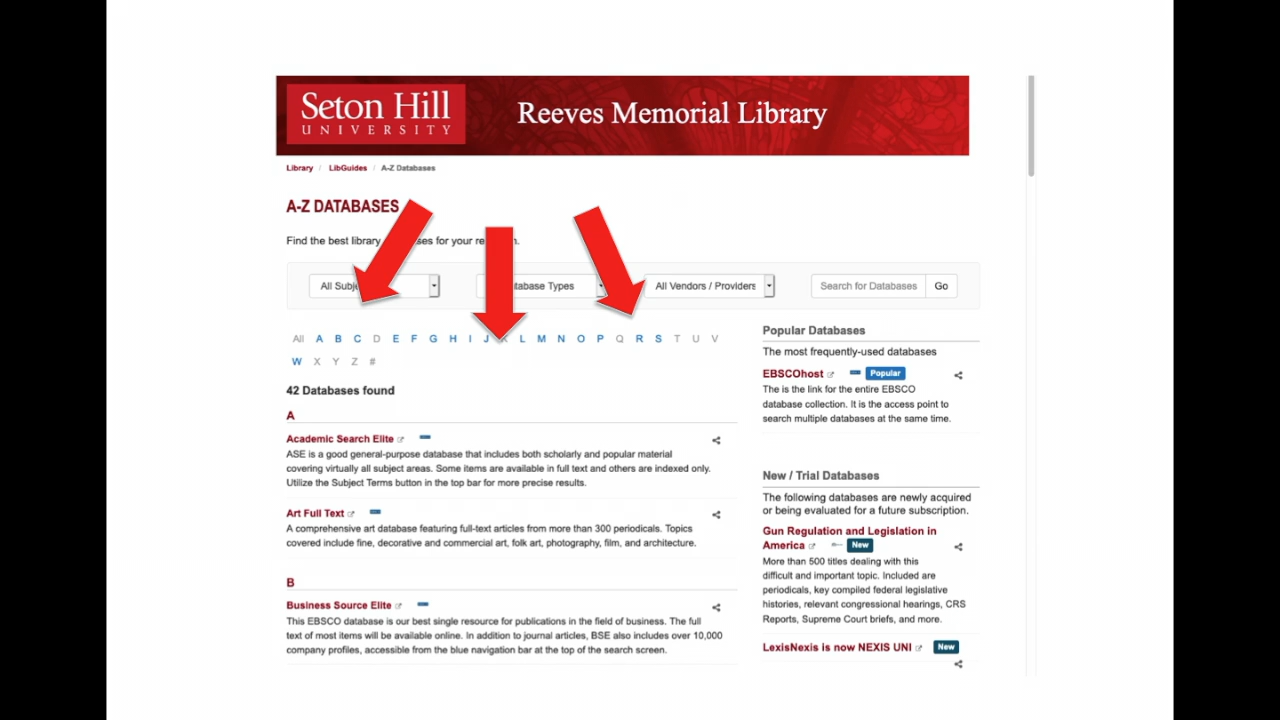 Seton Hill
UNIVERSITY
Reeves Memorial Library
Library / LibGuides / A-Z Databases
A-Z DATABASES
Find the best library ses for your re n.
All Subje
tabase Types
All Vendors / Providers
Search for Databases
Go
All A B C D E F G H I J K L M N O P Q R S T U V
W X Y Z #
42 Databases found
A
Academic Search Elite
ASE is a good general-purpose database that includes both scholarly and popular material
covering virtually all subject areas. Some items are available in full text and others are indexed only.
Utilize the Subject Terms button in the top bar for more precise results.
Art Full Text
A comprehensive art database featuring full-text articles from more than 300 periodicals. Topics
covered include fine, decorative and commercial art, folk art, photography, film, and architecture.
B
Business Source Elite
This EBSCO database is our best single resource for publications in the field of business. The full
text of most items will be available online. In addition to journal articles, BSE also includes over 10,000
company profiles, accessible from the blue navigation bar at the top of the search screen.
Popular Databases
The most frequently-used databases
EBSCOhost Popular
The is the link for the entire EBSCO
database collection. It is the access point to
search multiple databases at the same time.
New / Trial Databases
The following databases are newly acquired
or being evaluated for a future subscription.
Gun Regulation and Legislation in
America New
More than 500 titles dealing with this
difficult and important topic. Included are
periodicals, key compiled federal legislative
histories, relevant congressional hearings, CRS
Reports, Supreme Court briefs, and more.
LexisNexis is now NEXIS UNI New